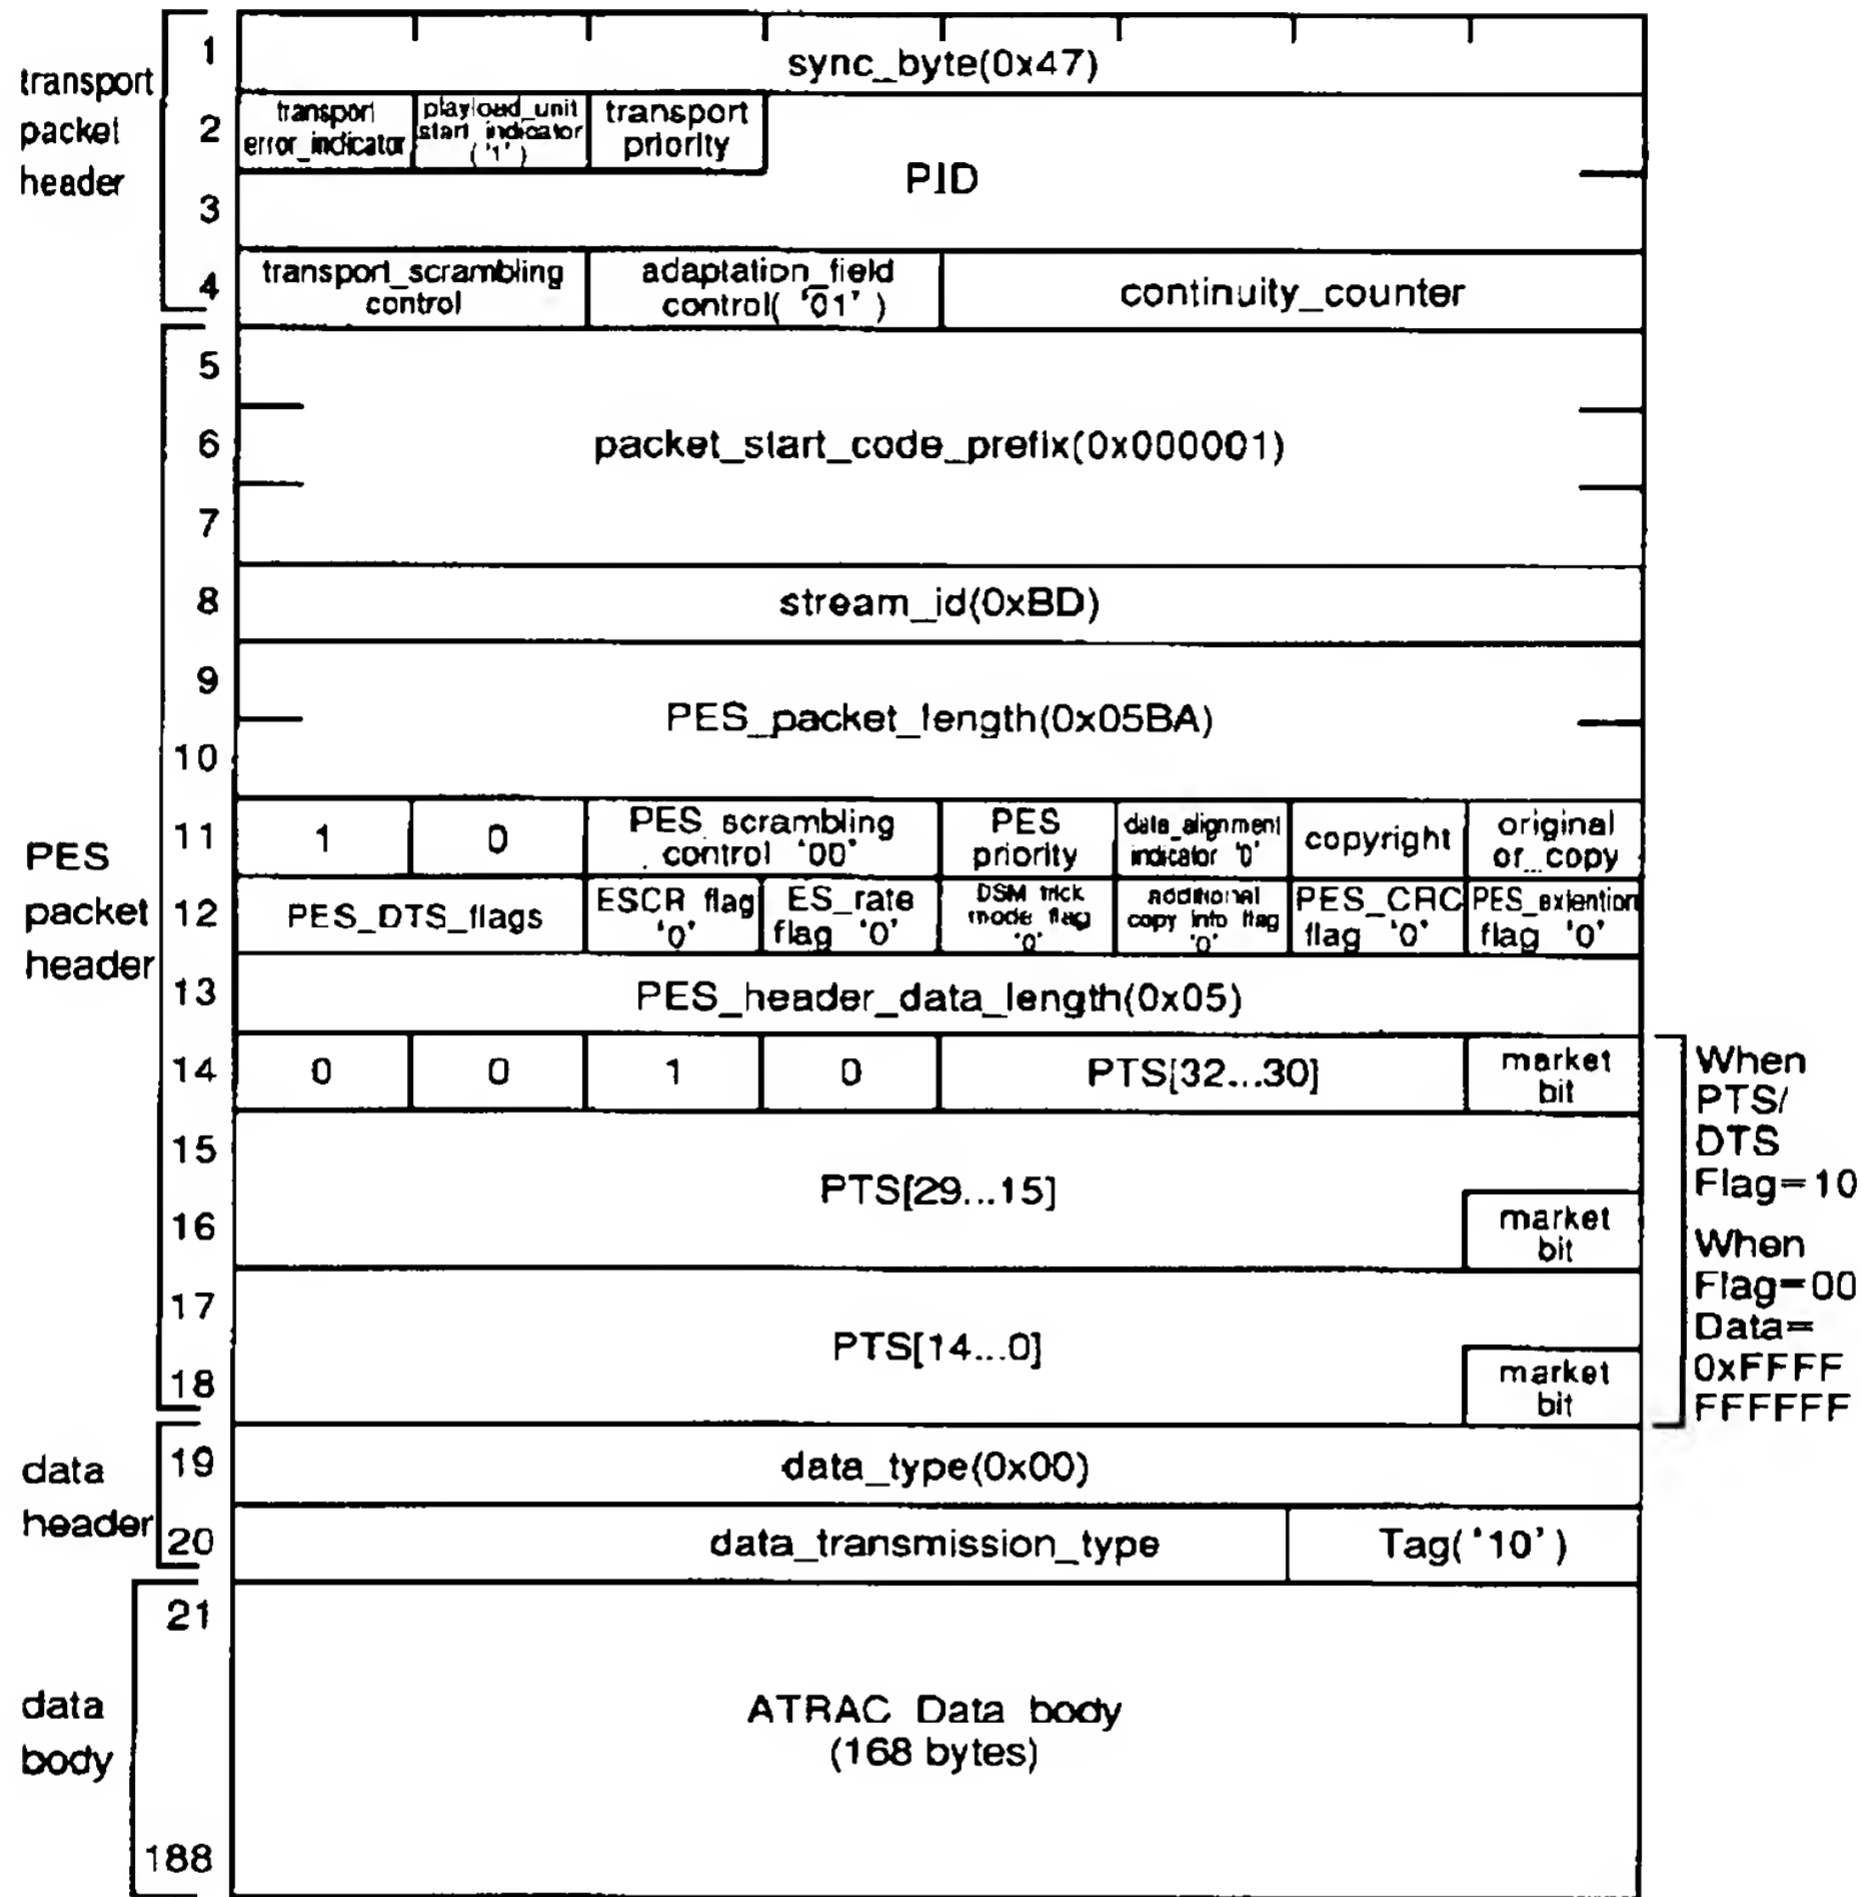 transport
packet
header
1
sync_byte(0x47)
2
transport
error_indicator
playload_unit
start_indicator
('1')
transport
priority
PID
3
4
transport_scrambling
control
adaptation_field
control( '01' )
continuity_counter
PES
packet
header
5
6
packet_start_code_prefix(0x000001)
7
8
stream_id(0xBD)
9
PES_packet_length(0x05BA)
10
11
1
0
PES scrambling
control '00'
PES
priority
data_alignment
indicator '0'
copyright
original
or_copy
12
PES_DTS_flags
ESCR flag
'0'
ES_rate
flag '0'
DSM trick
mode flag
'0'
additional
copy into flag
'0'
PES_CRC
flag '0'
PES_extention
flag '0'
13
PES_header_data_length(0x05)
14
0
0
1
0
PTS[32...30]
market
bit
15
PTS[29...15]
16
market
bit
17
PTS[14...0]
18
market
bit
When
PTS/
DTS
Flag=10
When
Flag=00
Data=
0xFFFF
FFFFFF
data
header
19
data_type(0x00)
20
data_transmission_type
Tag('10')
data
body
21
ATRAC Data body
(168 bytes)
188